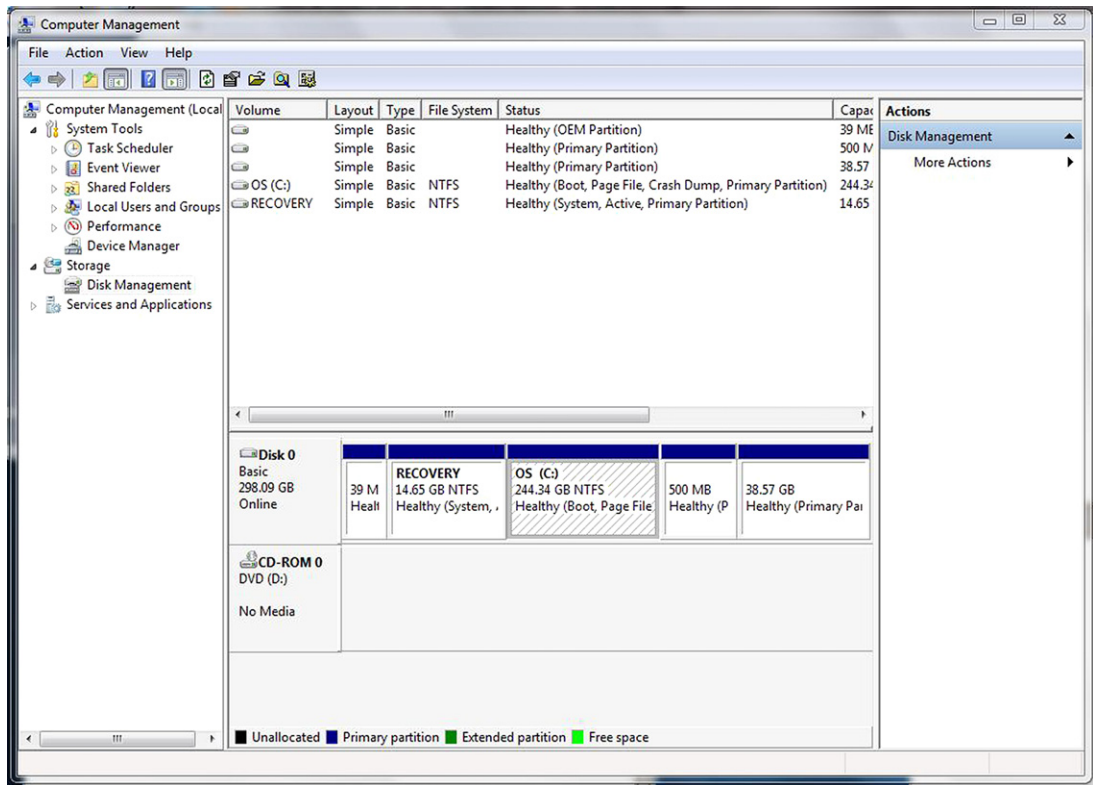 Computer Management
File Action View Help
Computer Management (Local
System Tools
Task Scheduler
Event Viewer
Shared Folders
Local Users and Groups
Performance
Device Manager
Storage
Disk Management
Services and Applications
Volume Layout Type File System Status Capac
Simple Basic Healthy (OEM Partition) 39 ME
Simple Basic Healthy (Primary Partition) 500 M
Simple Basic Healthy (Primary Partition) 38.57
OS (C:) Simple Basic NTFS Healthy (Boot, Page File, Crash Dump, Primary Partition) 244.34
RECOVERY Simple Basic NTFS Healthy (System, Active, Primary Partition) 14.65
Actions
Disk Management
More Actions
Disk 0
Basic
298.09 GB
Online
39 M
Healt
RECOVERY
14.65 GB NTFS
Healthy (System,
OS (C:)
244.34 GB NTFS
Healthy (Boot, Page File
500 MB
Healthy (P
38.57 GB
Healthy (Primary Par
CD-ROM 0
DVD (D:)
No Media
Unallocated Primary partition Extended partition Free space